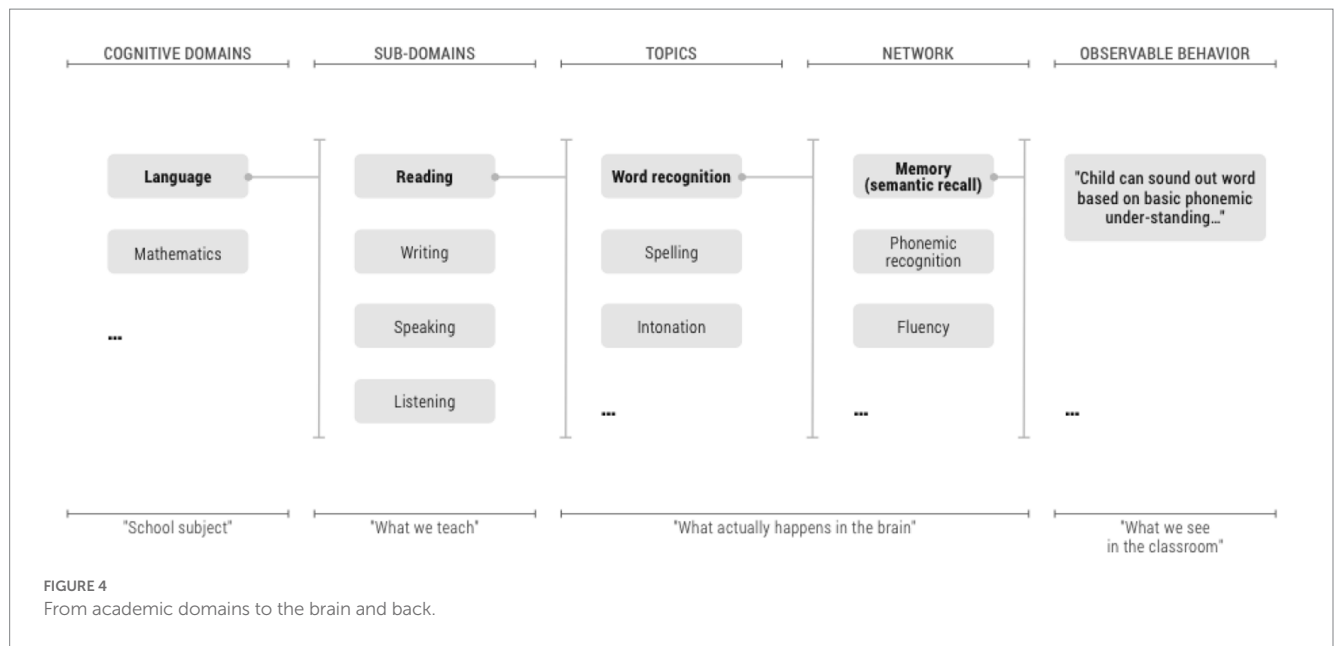 COGNITIVE DOMAINS
SUB-DOMAINS
TOPICS
NETWORK
OBSERVABLE BEHAVIOR
Language
Mathematics
...
Reading
Writing
Speaking
Listening
Word recognition
Spelling
Intonation
...
Memory
(semantic recall)
Phonemic
recognition
Fluency
...
"Child can sound out word
based on basic phonemic
under-standing..."
...
"School subject"
"What we teach"
"What actually happens in the brain"
"What we see
in the classroom"
FIGURE 4
From academic domains to the brain and back.